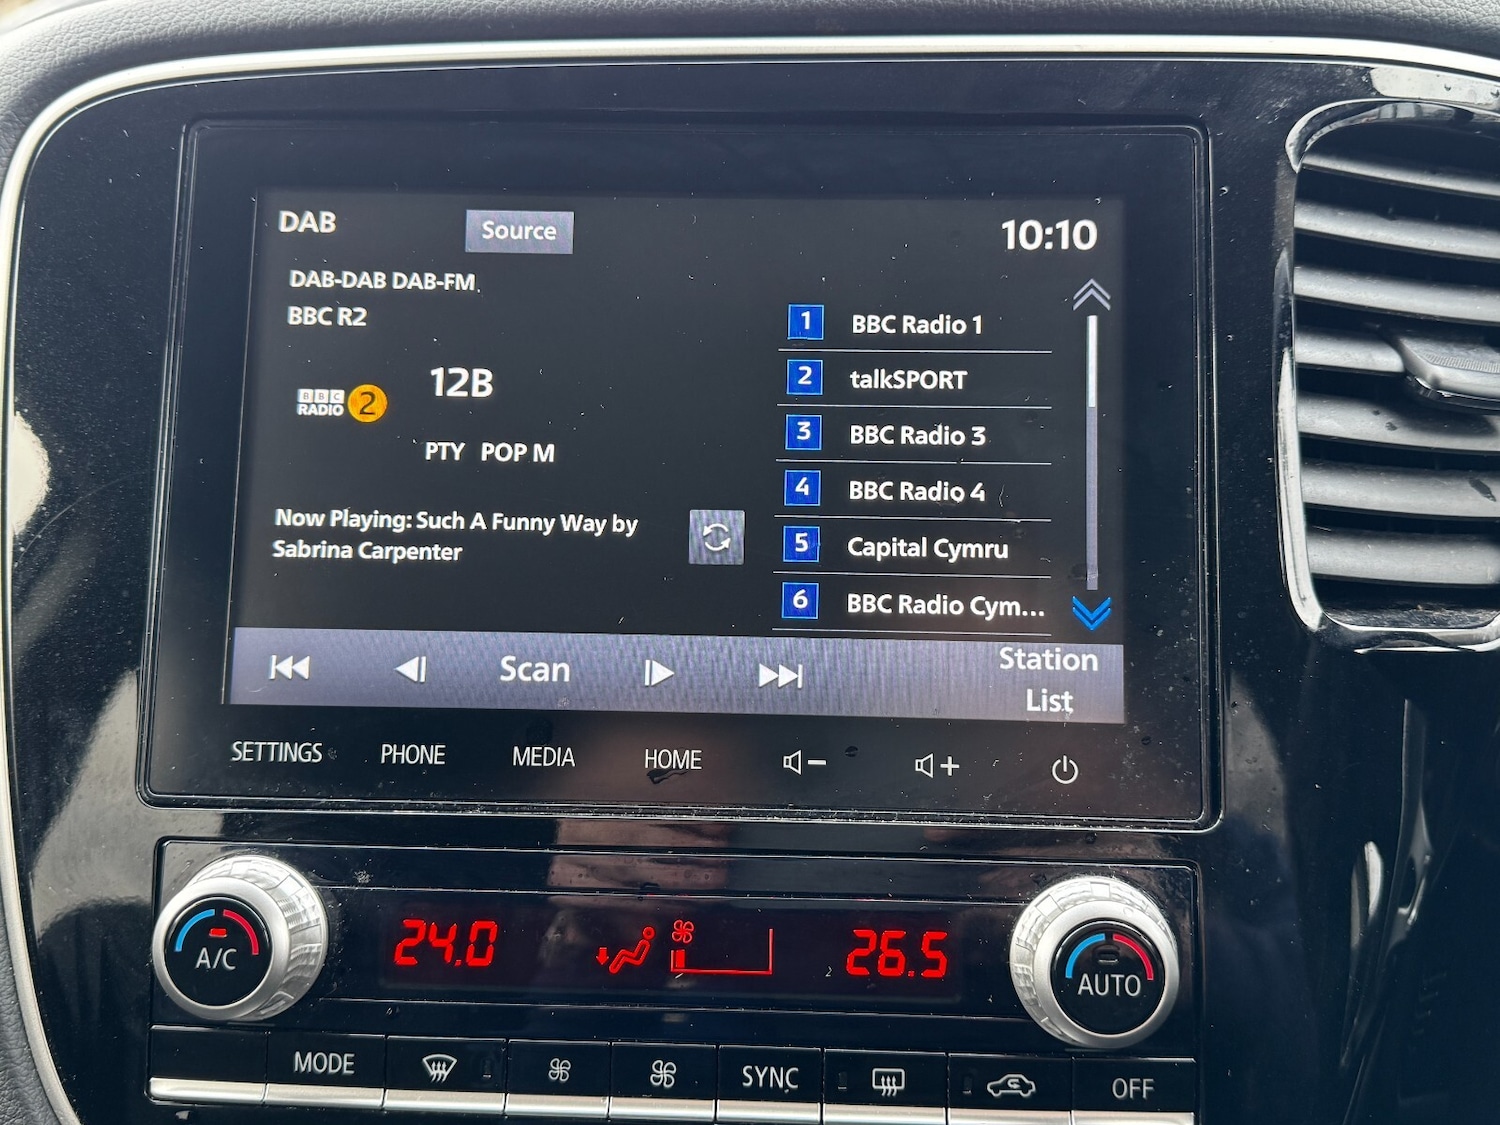 DAB
Source
10:10
DAB-DAB DAB-FM
BBC R2
BBC
RADIO 2
12B
PTY POP M
Now Playing: Such A Funny Way by
Sabrina Carpenter
1 BBC Radio 1
2 talkSPORT
3 BBC Radio 3
4 BBC Radio 4
5 Capital Cymru
6 BBC Radio Cym...
Scan
Station
List
SETTINGS PHONE MEDIA HOME
A/C
24.0
26.5
AUTO
MODE
SYNC
OFF